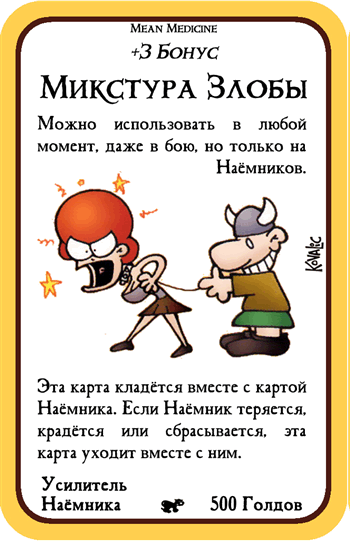 Mean Medicine
+3 Бонус
Микстура Злобы
Можно использовать в любой
момент, даже в бою, но только на
Наёмников.
Kovalic
Эта карта кладётся вместе с картой
Наёмника. Если Наёмник теряется,
крадётся или сбрасывается, эта
карта уходит вместе с ним.
Усилитель
Наёмника 500 Голдов